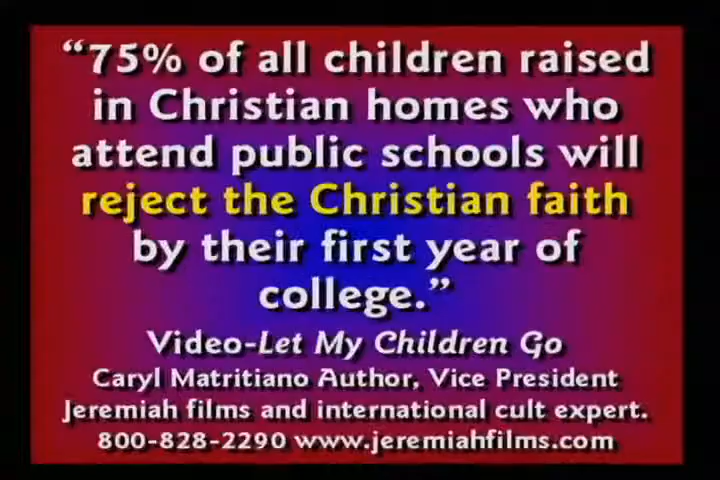 “75% of all children raised
in Christian homes who
attend public schools will
reject the Christian faith
by their first year of
college.”
Video-Let My Children Go
Caryl Matritiano Author, Vice President
Jeremiah films and international cult expert.
800-828-2290 www.jeremiahfilms.com